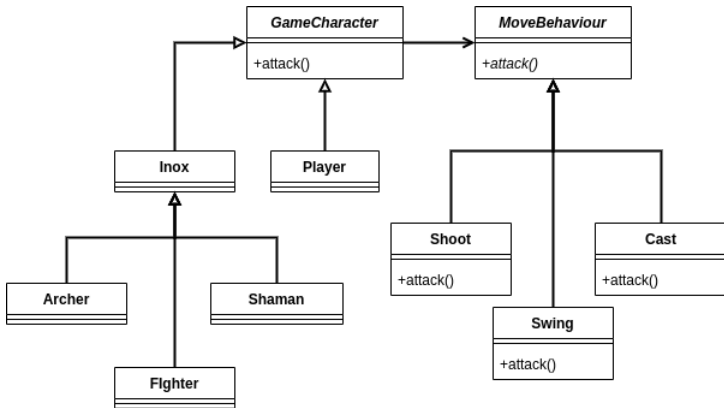 GameCharacter
+attack()
MoveBehaviour
+attack()
Inox
Player
Shoot
+attack()
Cast
+attack()
Archer
Shaman
Swing
+attack()
FIghter